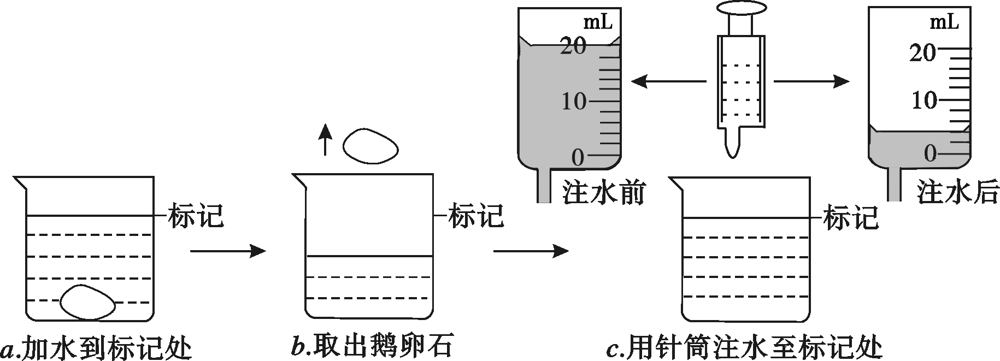 mL
20
10
0
注水前
mL
20
10
0
注水后
标记
标记
标记
a.加水到标记处
b.取出鹅卵石
c.用针筒注水至标记处